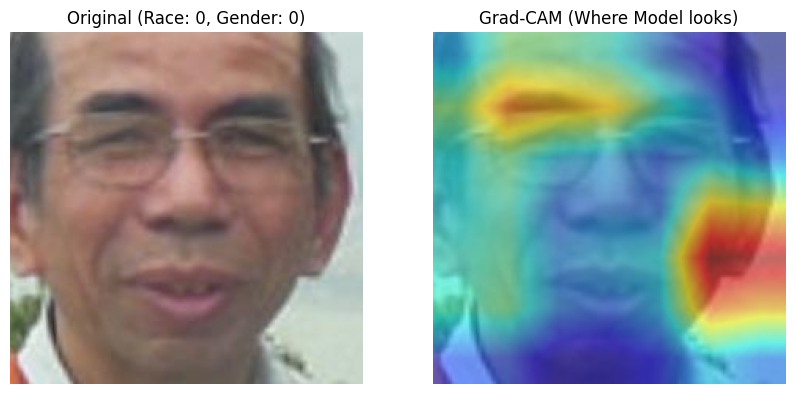 Original (Race: 0, Gender: 0)
Grad-CAM (Where Model looks)